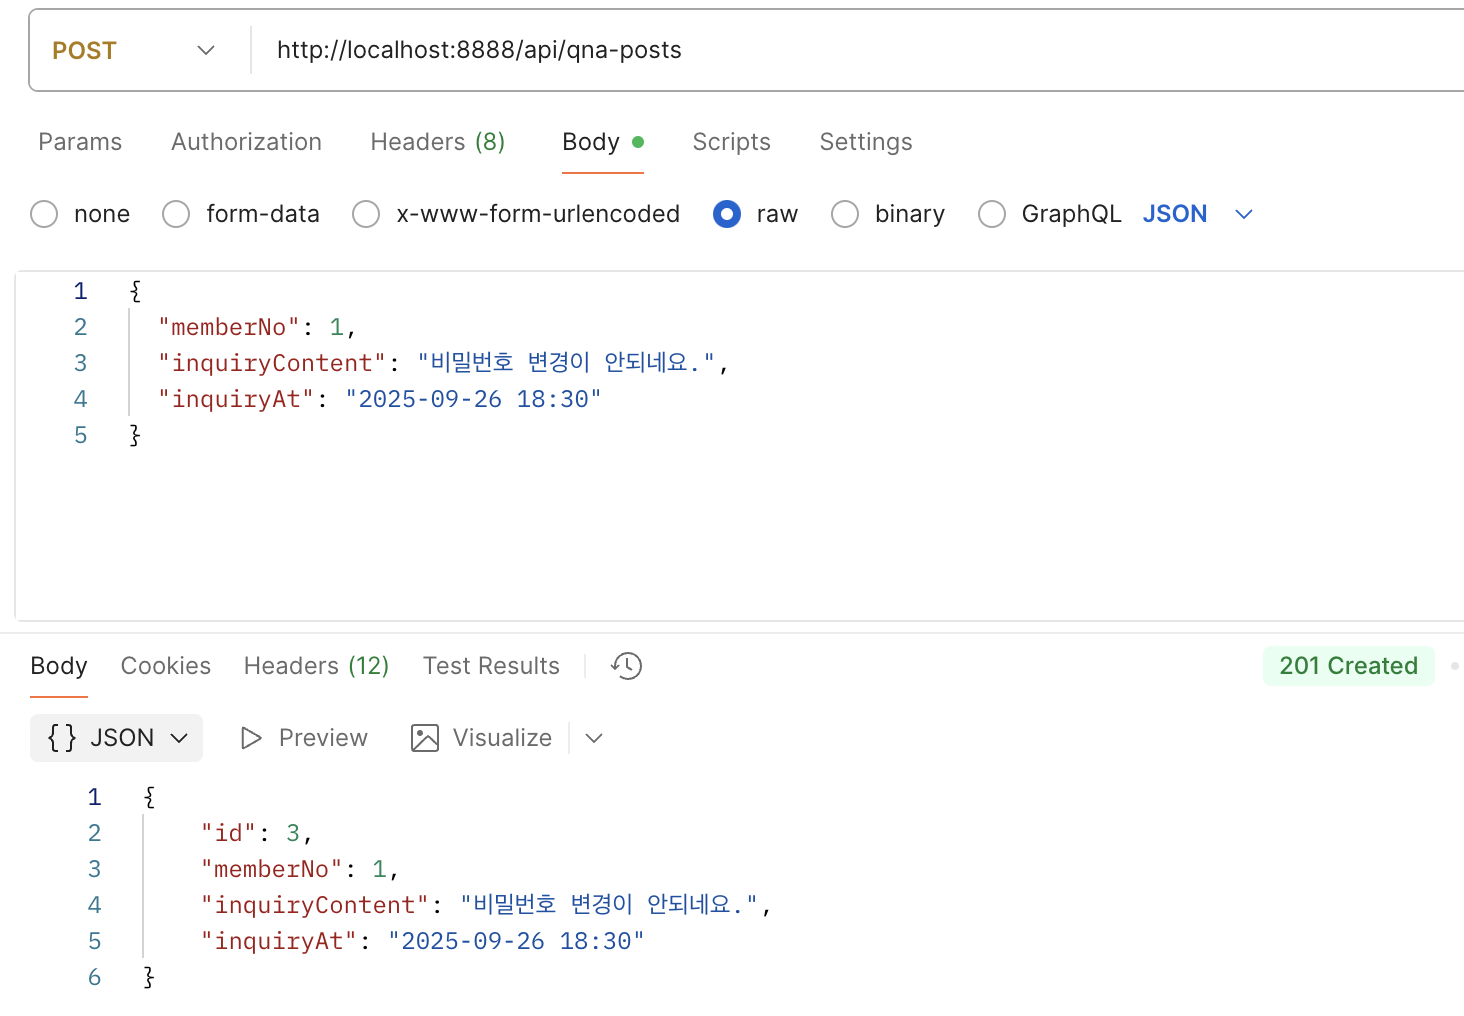 POST http://localhost:8888/api/qna-posts
Params Authorization Headers (8) Body Scripts Settings
none form-data x-www-form-urlencoded raw binary GraphQL JSON
1 {
2 "memberNo": 1,
3 "inquiryContent": "비밀번호 변경이 안되네요.",
4 "inquiryAt": "2025-09-26 18:30"
5 }
Body Cookies Headers (12) Test Results 201 Created
{ } JSON Preview Visualize
1 {
2 "id": 3,
3 "memberNo": 1,
4 "inquiryContent": "비밀번호 변경이 안되네요.",
5 "inquiryAt": "2025-09-26 18:30"
6 }